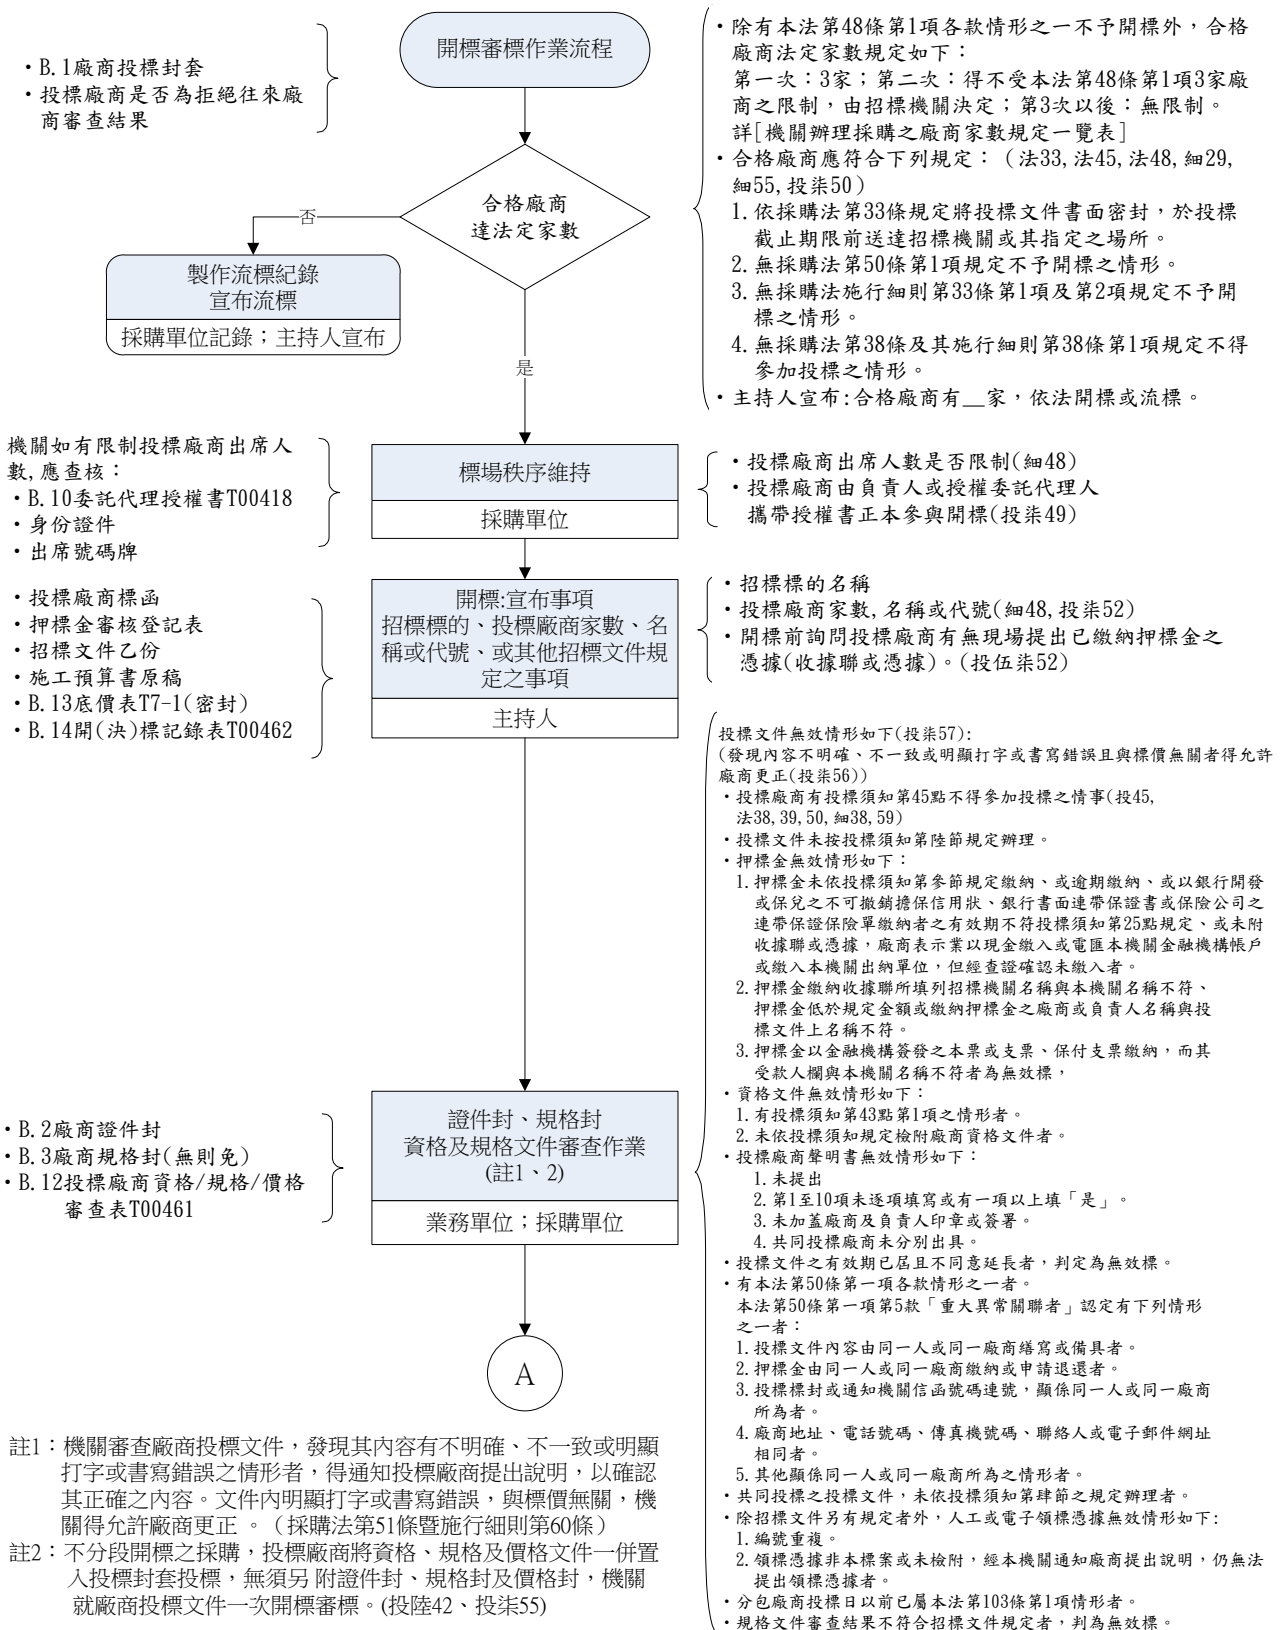 開標審標作業流程
・B.1廠商投標封套
・投標廠商是否為拒絕往來廠
商審查結果
・除有本法第48條第1項各款情形之一不予開標外，合格
廠商法定家數規定如下：
第一次：3家；第二次：得不受本法第48條第1項3家廠
商之限制，由招標機關決定；第3次以後：無限制。
詳[機關辦理採購之廠商家數規定一覽表]
・合格廠商應符合下列規定：（法33,法45,法48,細29,
細55,投柒50）
1.依採購法第33條規定將投標文件書面密封，於投標
截止期限前送達招標機關或其指定之場所。
2.無採購法第50條第1項規定不予開標之情形。
3.無採購法施行細則第33條第1項及第2項規定不予開
標之情形。
4.無採購法第38條及其施行細則第38條第1項規定不得
參加投標之情形。
・主持人宣布:合格廠商有__家，依法開標或流標。
合格廠商
達法定家數
否
製作流標紀錄
宣布流標
採購單位記錄；主持人宣布
是
機關如有限制投標廠商出席人
數,應查核：
・B.10委託代理授權書T00418
・身份證件
・出席號碼牌
標場秩序維持
採購單位
・投標廠商出席人數是否限制(細48)
・投標廠商由負責人或授權委託代理人
攜帶授權書正本參與開標(投柒49)
・投標廠商標函
・押標金審核登記表
・招標文件乙份
・施工預算書原稿
・B.13底價表T7-1(密封)
・B.14開(決)標記錄表T00462
開標:宣布事項
招標標的、投標廠商家數、名
稱或代號、或其他招標文件規
定之事項
主持人
・招標標的名稱
・投標廠商家數,名稱或代號(細48,投柒52)
・開標前詢問投標廠商有無現場提出已繳納押標金之
憑據(收據聯或憑據)。(投伍柒52)
投標文件無效情形如下(投柒57):
(發現內容不明確、不一致或明顯打字或書寫錯誤且與標價無關者得允許
廠商更正(投柒56))
・投標廠商有投標須知第45點不得參加投標之情事(投45,
法38,39,50,細38,59)
・投標文件未按投標須知第陸節規定辦理。
・押標金無效情形如下：
1.押標金未依投標須知第參節規定繳納、或逾期繳納、或以銀行開發
或保兌之不可撤銷擔保信用狀、銀行書面連帶保證書或保險公司之
連帶保證保險單繳納者之有效期不符投標須知第25點規定、或未附
收據聯或憑據，廠商表示業以現金繳入或電匯本機關金融機構帳戶
或繳入本機關出納單位，但經查證確認未繳入者。
2.押標金繳納收據聯所填列招標機關名稱與本機關名稱不符、
押標金低於規定金額或繳納押標金之廠商或負責人名稱與投
標文件上名稱不符。
3.押標金以金融機構簽發之本票或支票、保付支票繳納，而其
受款人欄與本機關名稱不符者為無效標，
・資格文件無效情形如下：
1.有投標須知第43點第1項之情形者。
2.未依投標須知規定檢附廠商資格文件者。
・投標廠商聲明書無效情形如下：
1.未提出
2.第1至10項未逐項填寫或有一項以上填「是」。
3.未加蓋廠商及負責人印章或簽署。
4.共同投標廠商未分別出具。
・投標文件之有效期已屆且不同意延長者，判定為無效標。
・有本法第50條第一項各款情形之一者。
本法第50條第一項第5款「重大異常關聯者」認定有下列情形
之一者：
1.投標文件內容由同一人或同一廠商繕寫或備具者。
2.押標金由同一人或同一廠商繳納或申請退還者。
3.投標標封或通知機關信函號碼連號，顯係同一人或同一廠商
所為者。
4.廠商地址、電話號碼、傳真機號碼、聯絡人或電子郵件網址
相同者。
5.其他顯係同一人或同一廠商所為之情形者。
・共同投標之投標文件，未依投標須知第肆節之規定辦理者。
・除招標文件另有規定者外，人工或電子領標憑據無效情形如下:
1.編號重複。
2.領標憑據非本標案或未檢附，經本機關通知廠商提出說明，仍無法
提出領標憑據者。
・分包廠商投標日以前已屬本法第103條第1項情形者。
・規格文件審查結果不符合招標文件規定者，判為無效標。
・B.2廠商證件封
・B.3廠商規格封(無則免)
・B.12投標廠商資格/規格/價格
審查表T00461
證件封、規格封
資格及規格文件審查作業
(註1、2)
業務單位；採購單位
A
註1：機關審查廠商投標文件，發現其內容有不明確、不一致或明顯
打字或書寫錯誤之情形者，得通知投標廠商提出說明，以確認
其正確之內容。文件內明顯打字或書寫錯誤，與標價無關，機
關得允許廠商更正 。（採購法第51條暨施行細則第60條）
註2：不分段開標之採購，投標廠商將資格、規格及價格文件一併置
入投標封套投標，無須另 附證件封、規格封及價格封，機關
就廠商投標文件一次開標審標。(投陸42、投柒55)